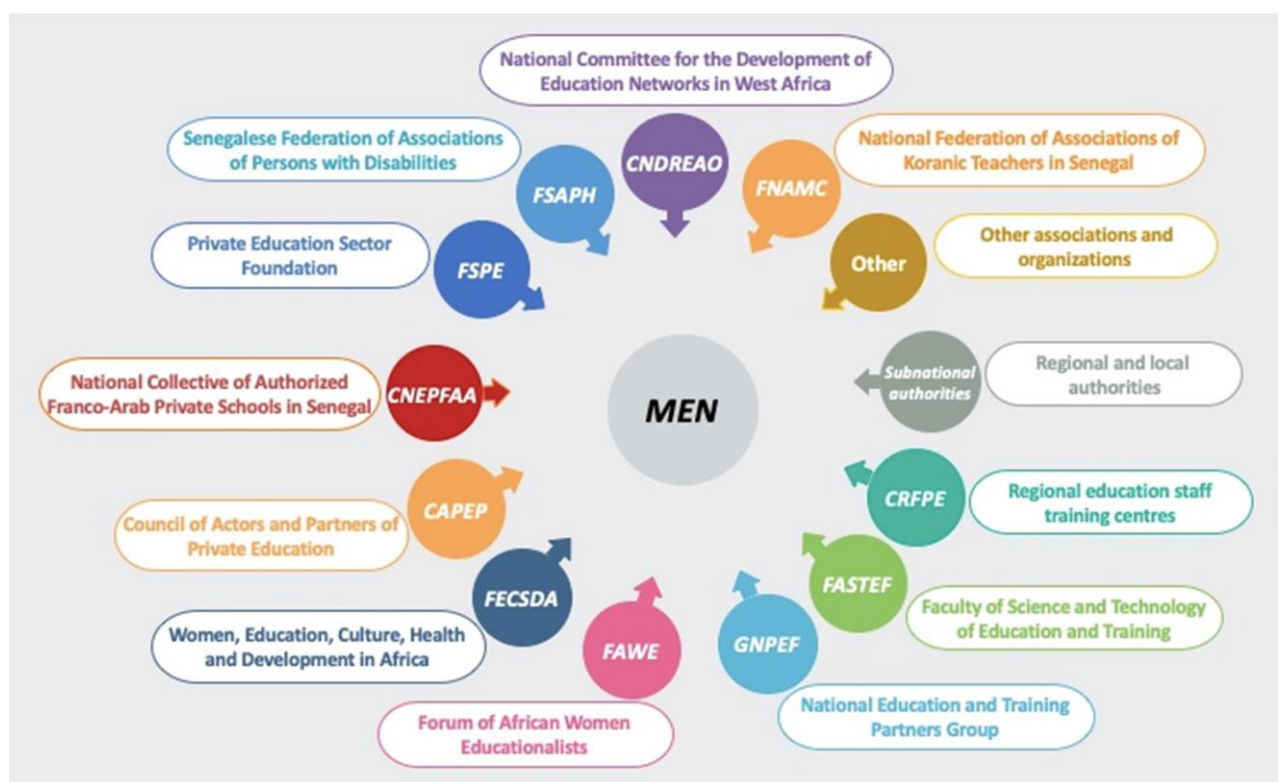 National Committee for the Development of
Education Networks in West Africa
CNDREAO
National Federation of Associations of
Koranic Teachers in Senegal
FNAMC
Other associations and
organizations
Other
Regional and local
authorities
Subnational
authorities
Regional education staff
training centres
CRFPE
Faculty of Science and Technology
of Education and Training
FASTEF
National Education and Training
Partners Group
GNPEF
Forum of African Women
Educationalists
FAWE
Women, Education, Culture, Health
and Development in Africa
FECSDA
Council of Actors and Partners of
Private Education
CAPEP
National Collective of Authorized
Franco-Arab Private Schools in Senegal
CNEPFAA
Private Education Sector
Foundation
FSPE
Senegalese Federation of Associations
of Persons with Disabilities
FSAPH
MEN